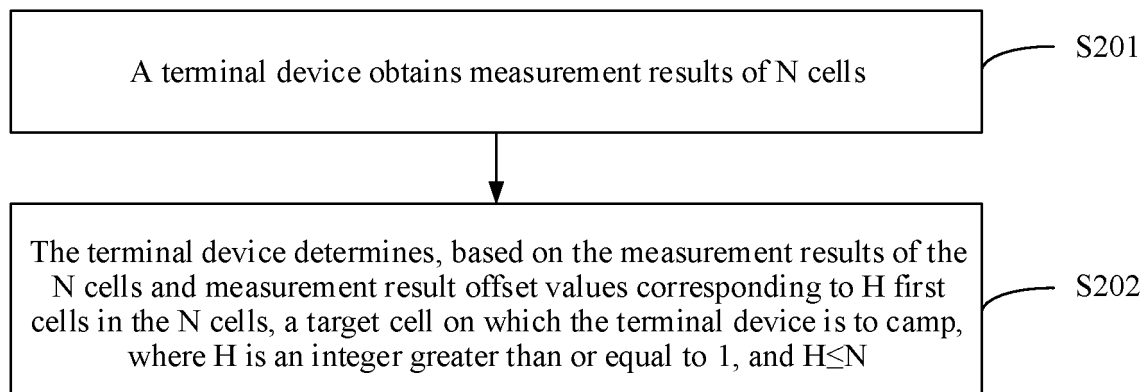 A terminal device obtains measurement results of N cells
S201
The terminal device determines, based on the measurement results of the
N cells and measurement result offset values corresponding to H first
cells in the N cells, a target cell on which the terminal device is to camp,
where H is an integer greater than or equal to 1, and H≤N
S202